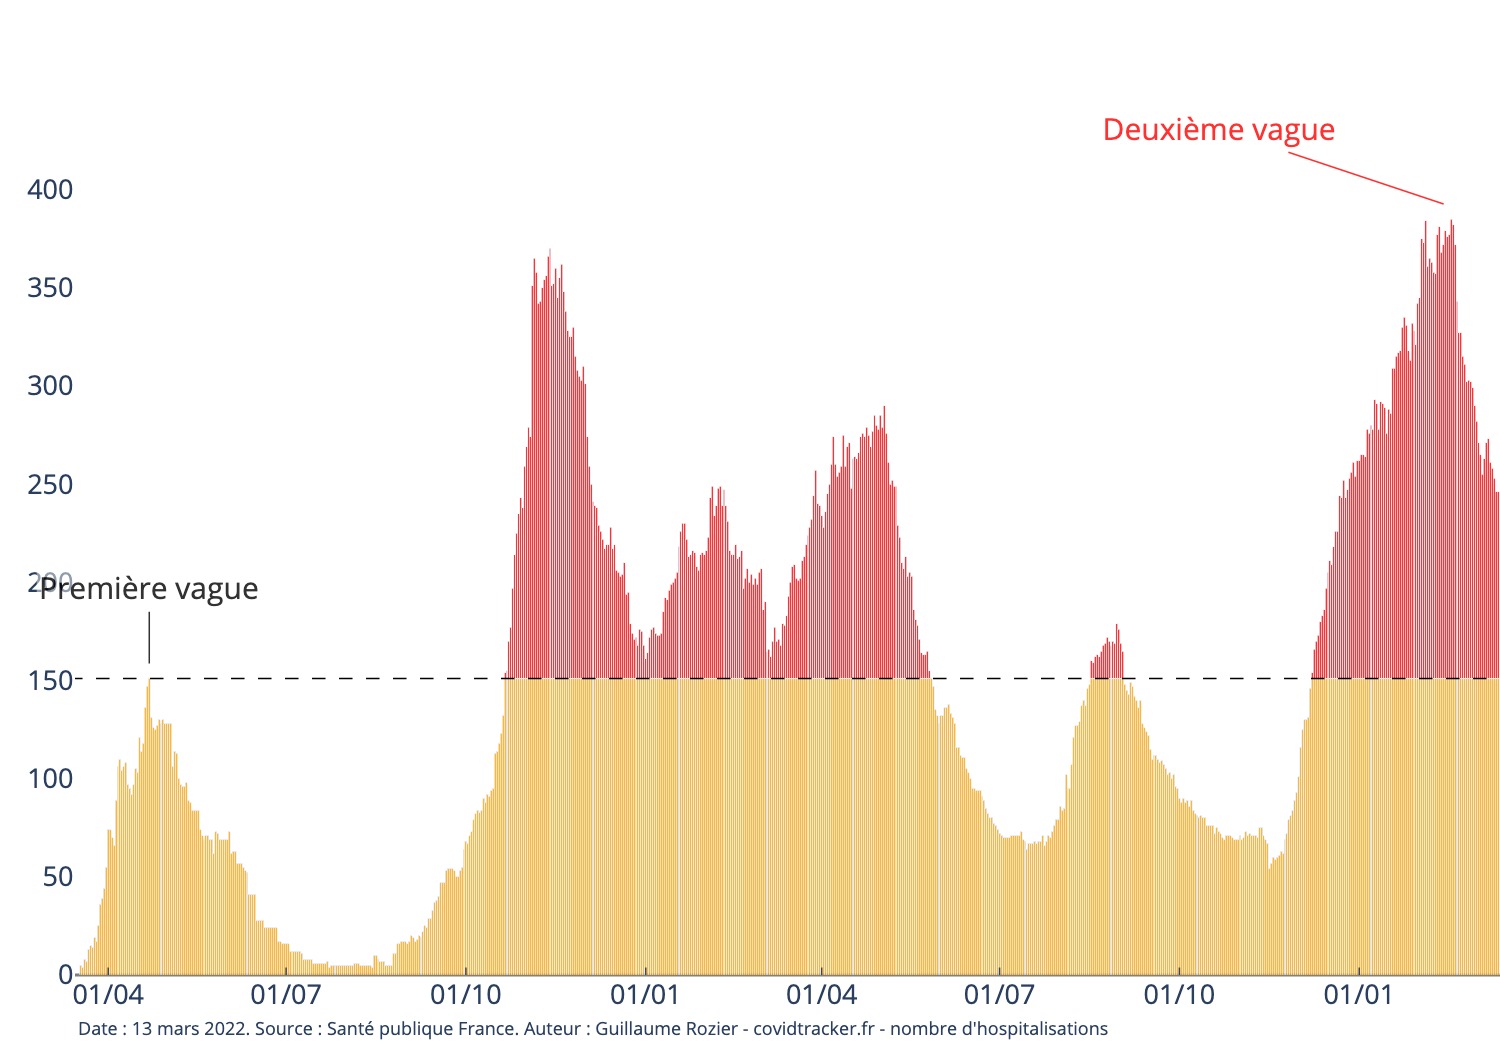 Deuxième vague
400
350
300
250
200
Première vague
150
100
50
0
01/04 01/07 01/10 01/01 01/04 01/07 01/10 01/01
Date : 13 mars 2022. Source : Santé publique France. Auteur : Guillaume Rozier - covidtracker.fr - nombre d'hospitalisations